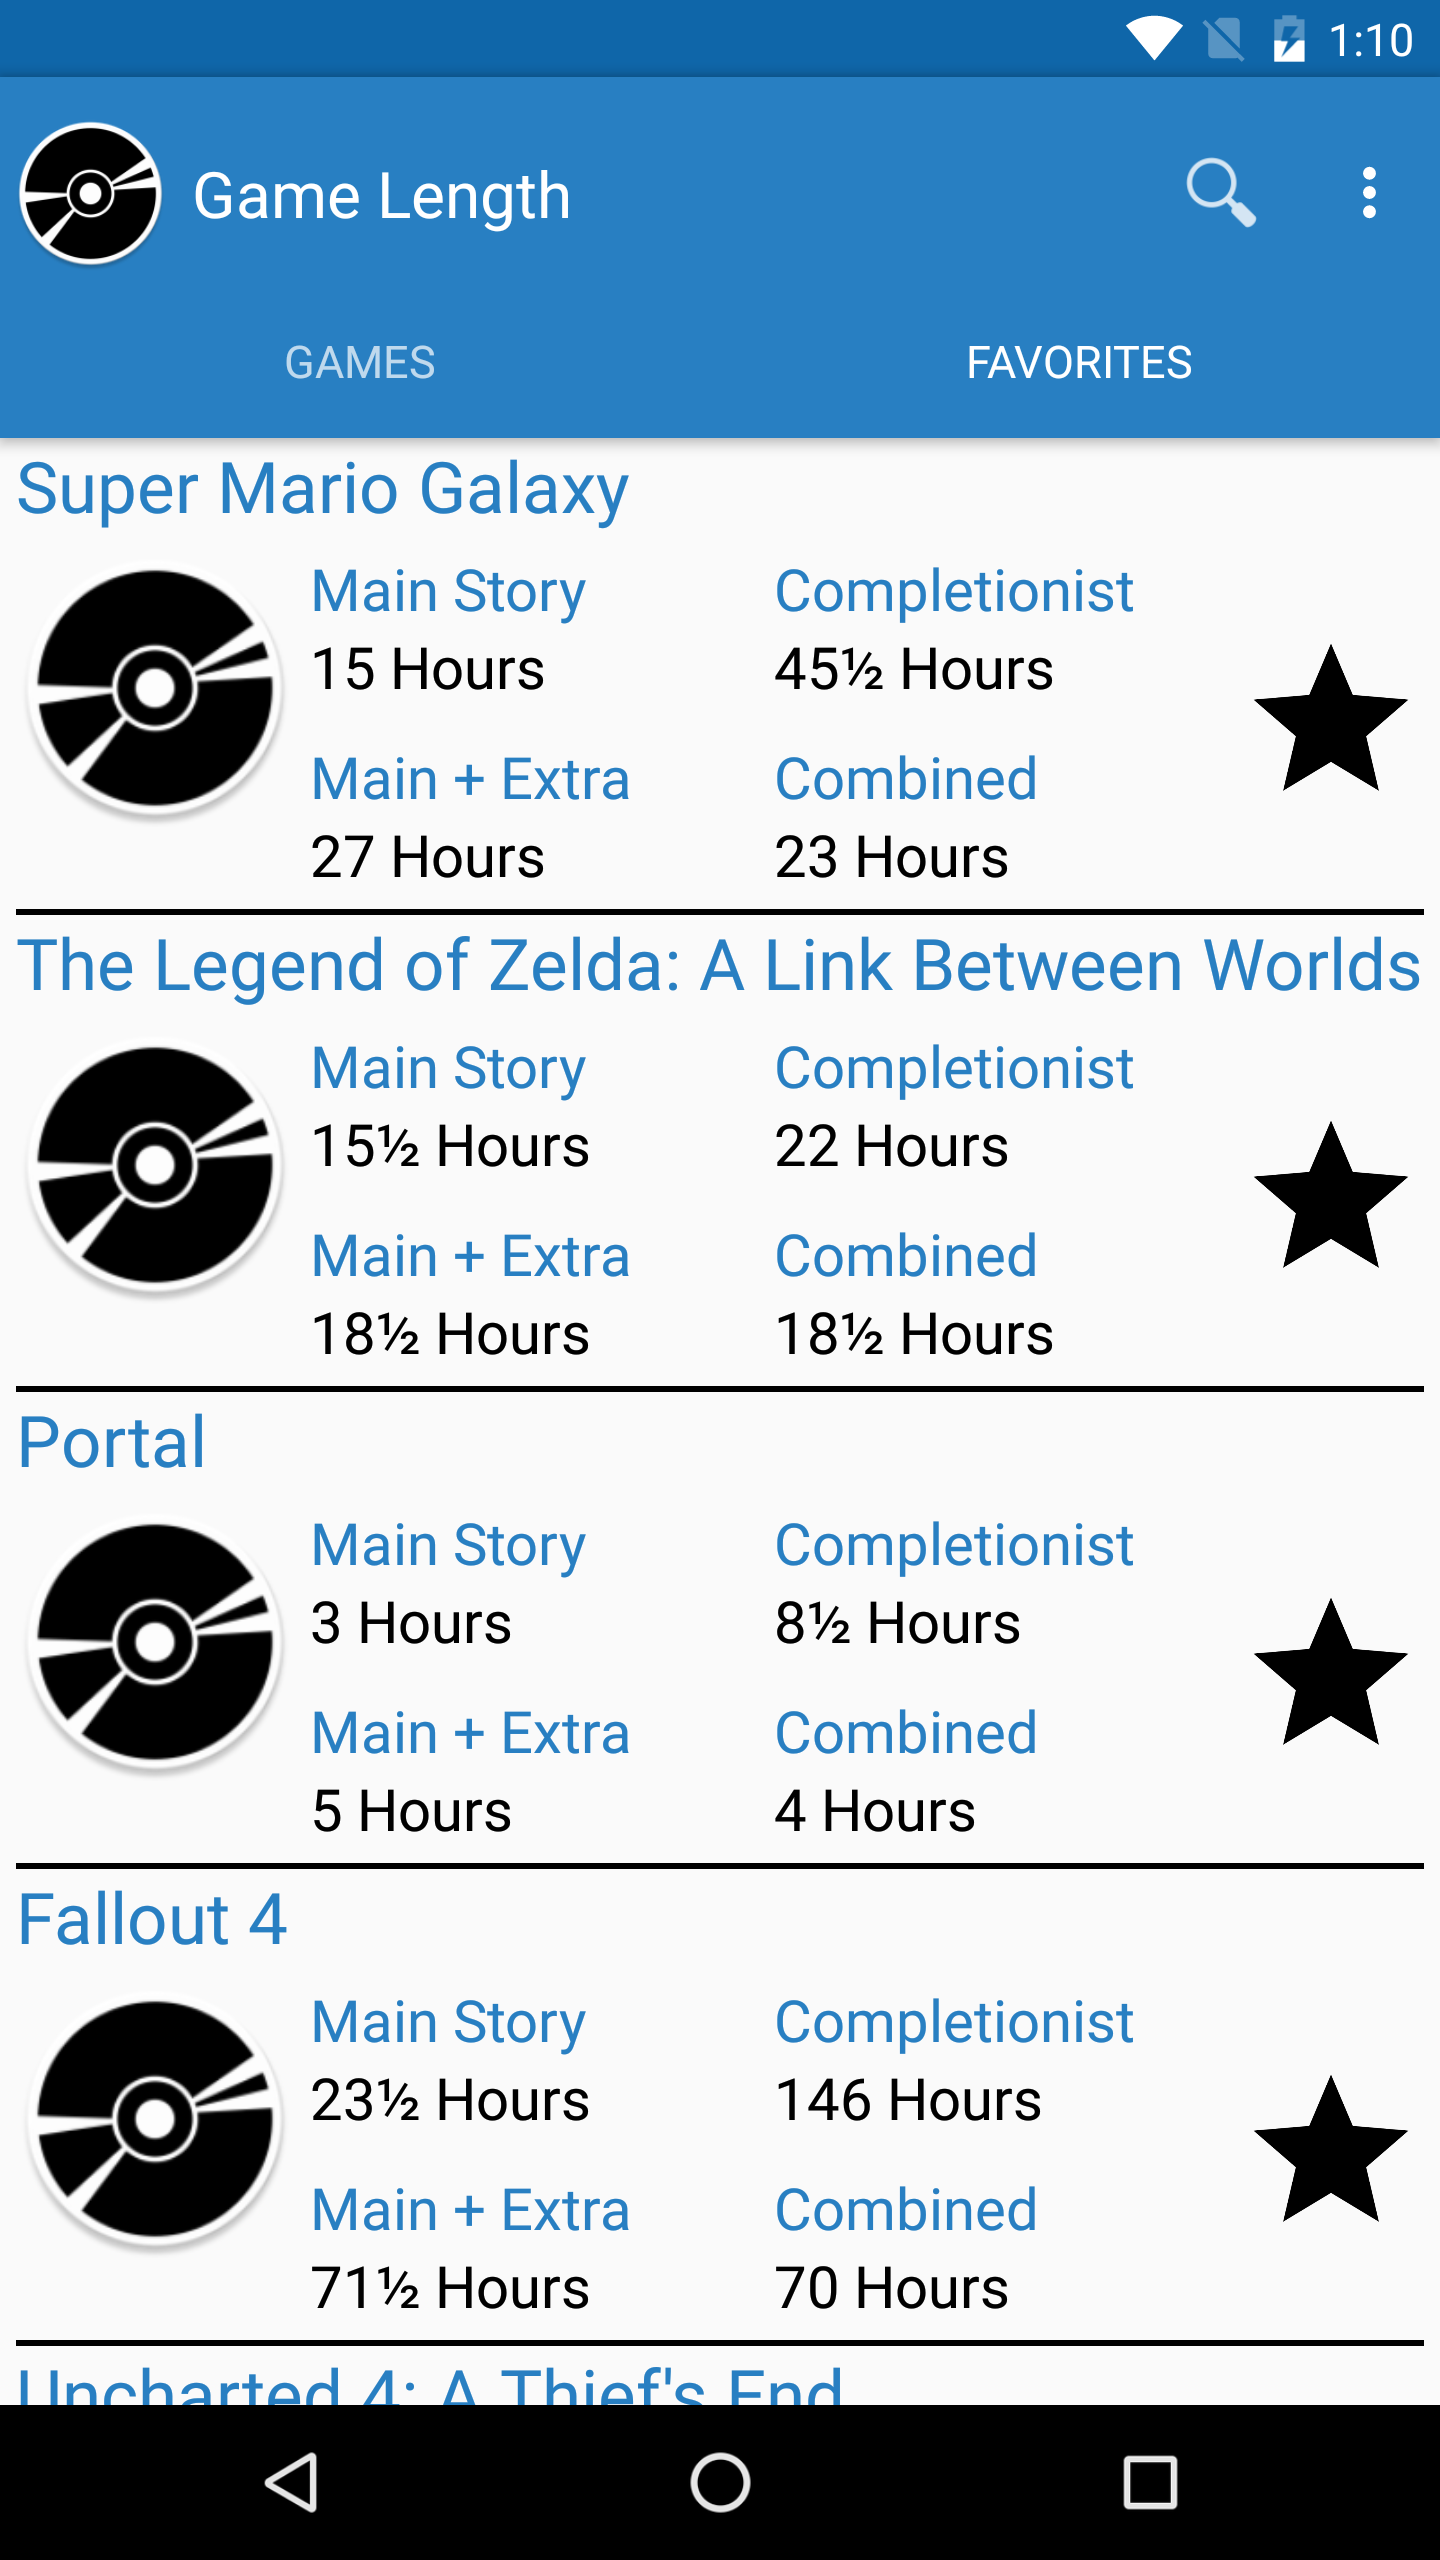 1:10
Game Length
GAMES FAVORITES
Super Mario Galaxy
Main Story Completionist
15 Hours 45½ Hours
Main + Extra Combined
27 Hours 23 Hours
The Legend of Zelda: A Link Between Worlds
Main Story Completionist
15½ Hours 22 Hours
Main + Extra Combined
18½ Hours 18½ Hours
Portal
Main Story Completionist
3 Hours 8½ Hours
Main + Extra Combined
5 Hours 4 Hours
Fallout 4
Main Story Completionist
23½ Hours 146 Hours
Main + Extra Combined
71½ Hours 70 Hours
Uncharted 4: A Thief's End